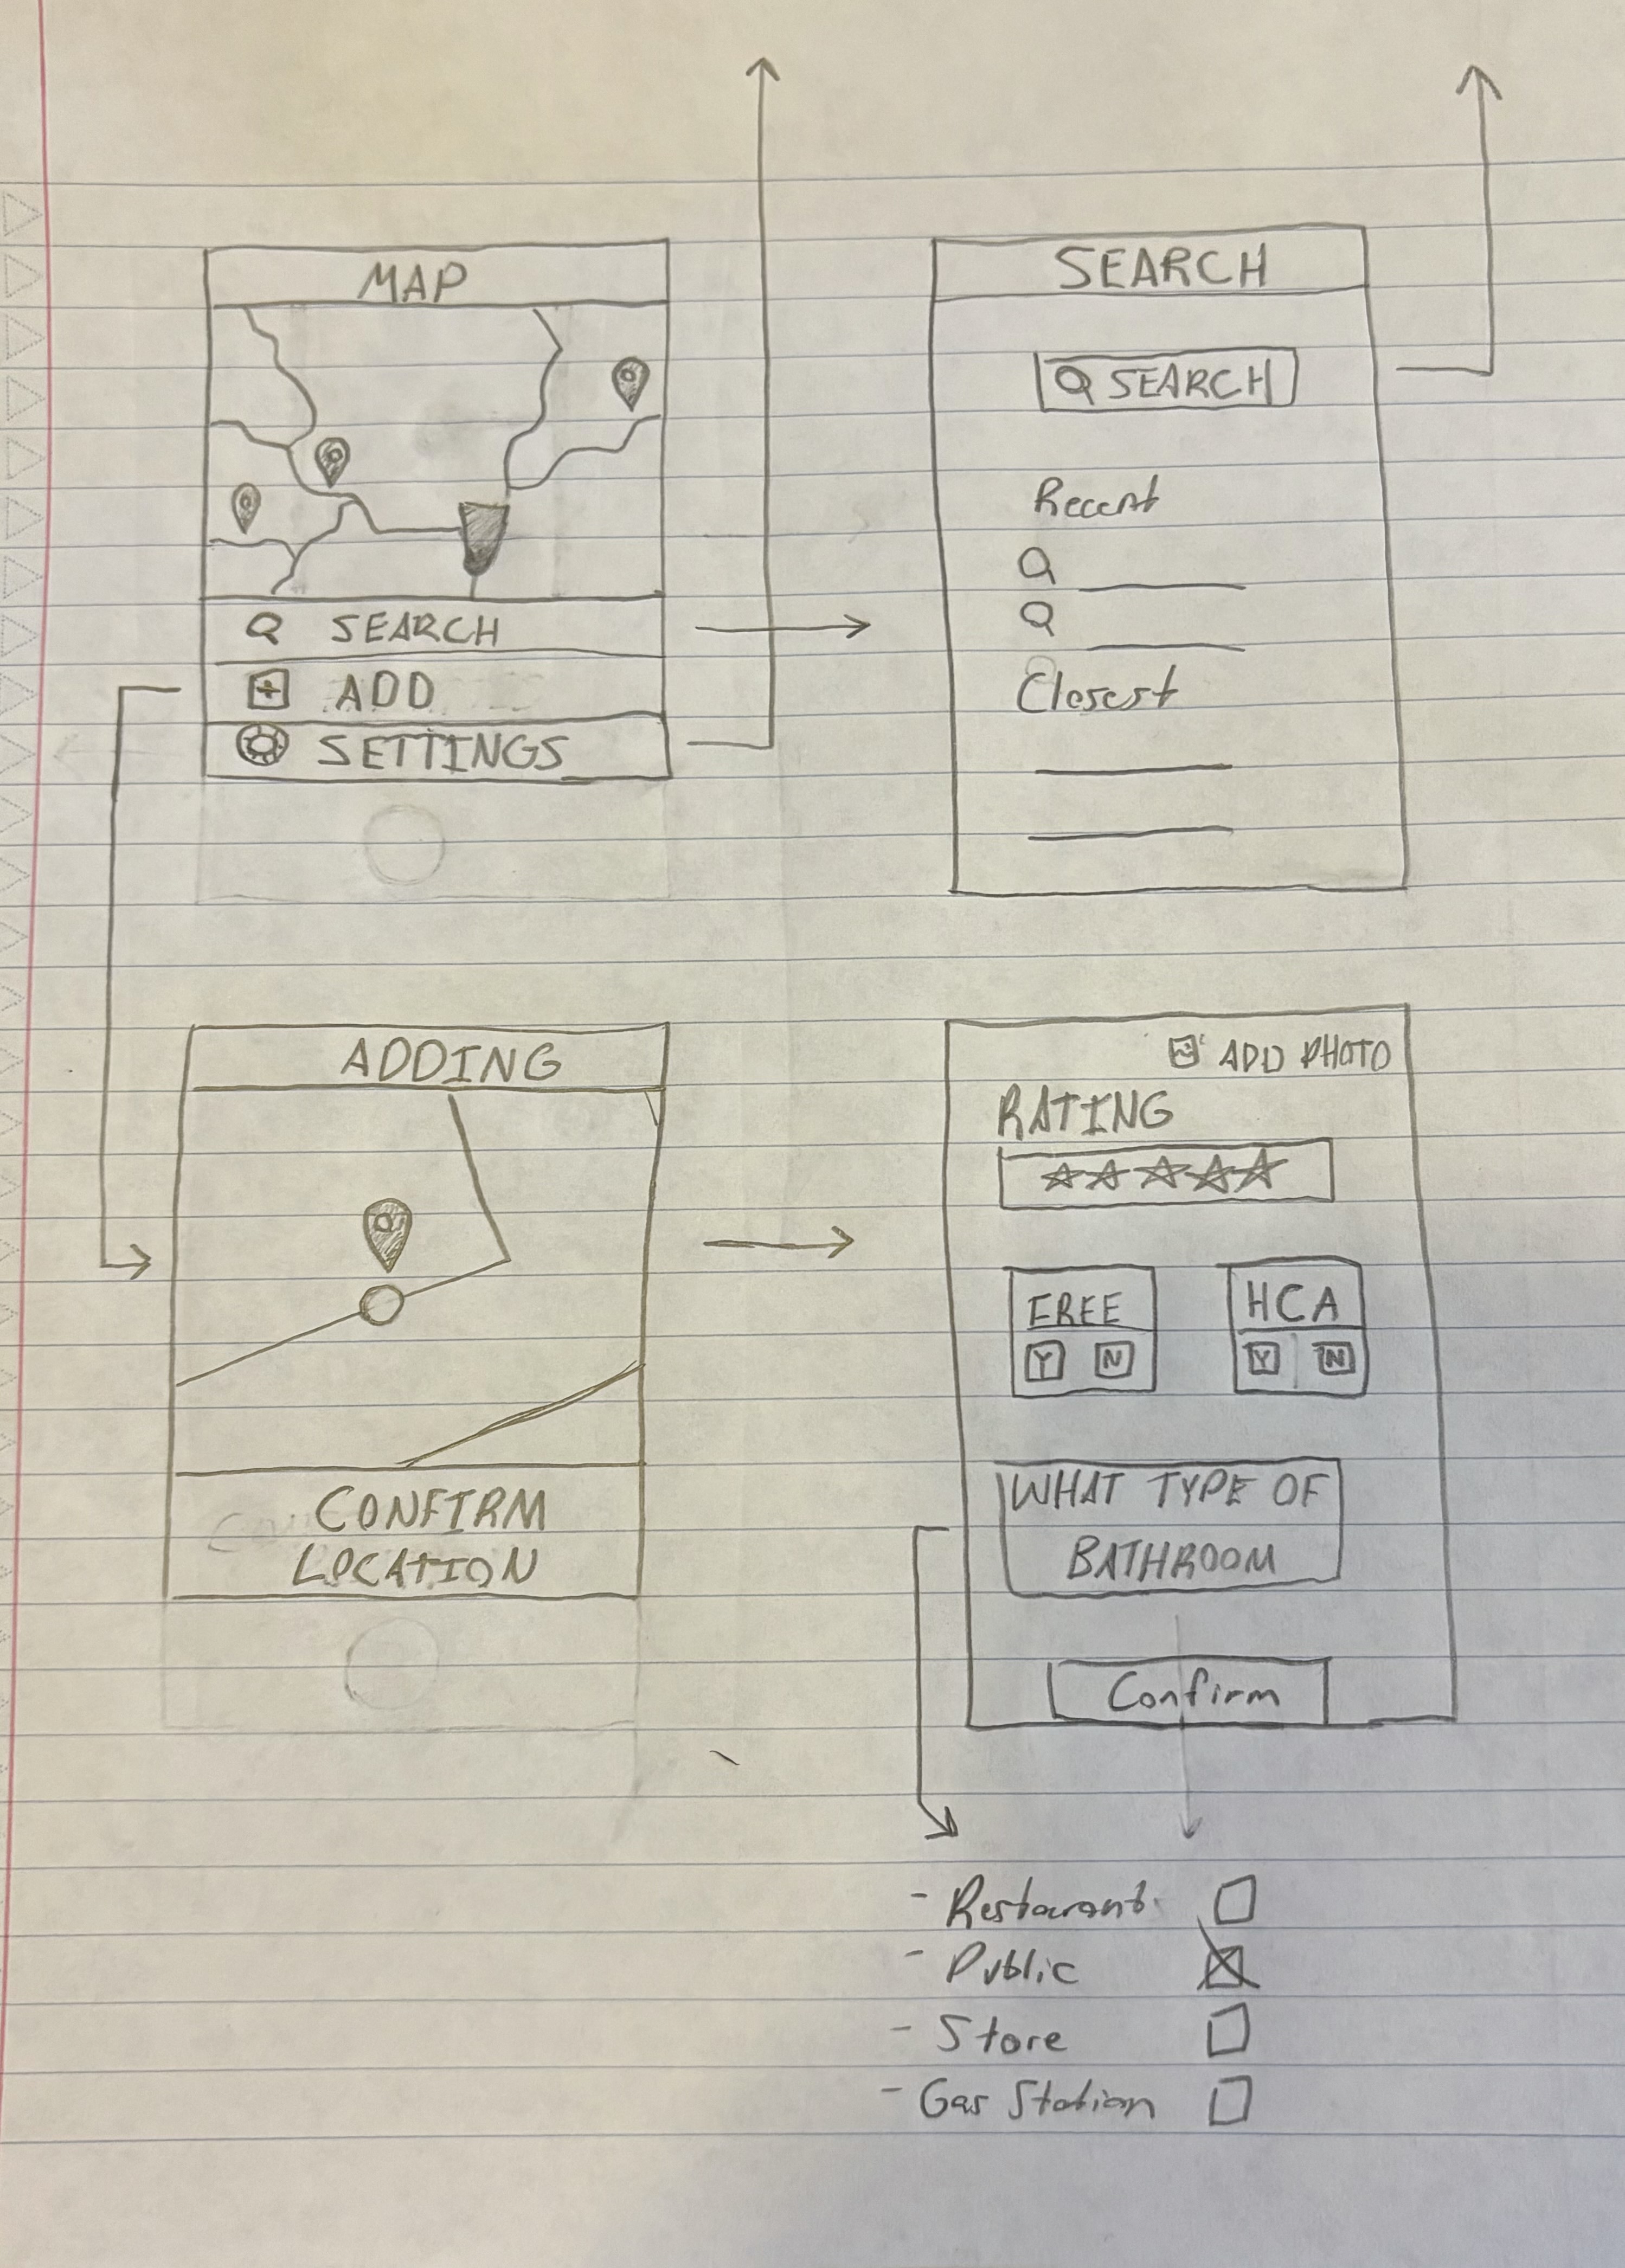 MAP
SEARCH
ADD
SETTINGS
SEARCH
SEARCH
Recent
Closest
ADDING
CONFIRM
LOCATION
ADD PHOTO
RATING
FREE
Y N
HCA
Y N
WHAT TYPE OF
BATHROOM
Confirm
- Restaurant
- Public
- Store
- Gas Station